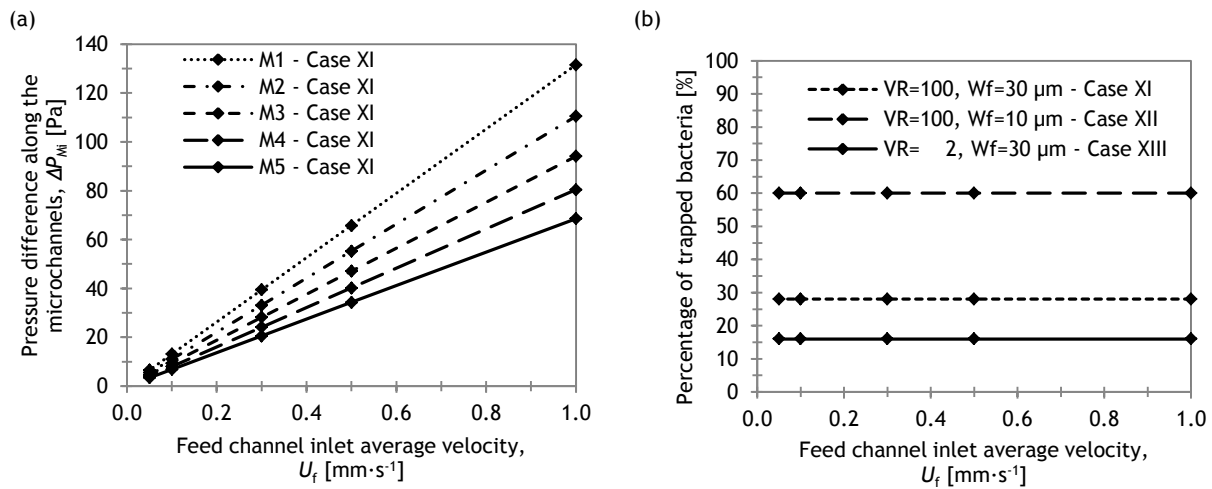 (a)
Pressure difference along the
microchannels, ΔP_Mi [Pa]
140
120
100
80
60
40
20
0
M1 - Case XI
M2 - Case XI
M3 - Case XI
M4 - Case XI
M5 - Case XI
0.0 0.2 0.4 0.6 0.8 1.0
Feed channel inlet average velocity,
U_f [mm·s⁻¹]
(b)
Percentage of trapped bacteria [%]
100
90
80
70
60
50
40
30
20
10
0
VR=100, Wf=30 µm - Case XI
VR=100, Wf=10 µm - Case XII
VR= 2, Wf=30 µm - Case XIII
0.0 0.2 0.4 0.6 0.8 1.0
Feed channel inlet average velocity,
U_f [mm·s⁻¹]